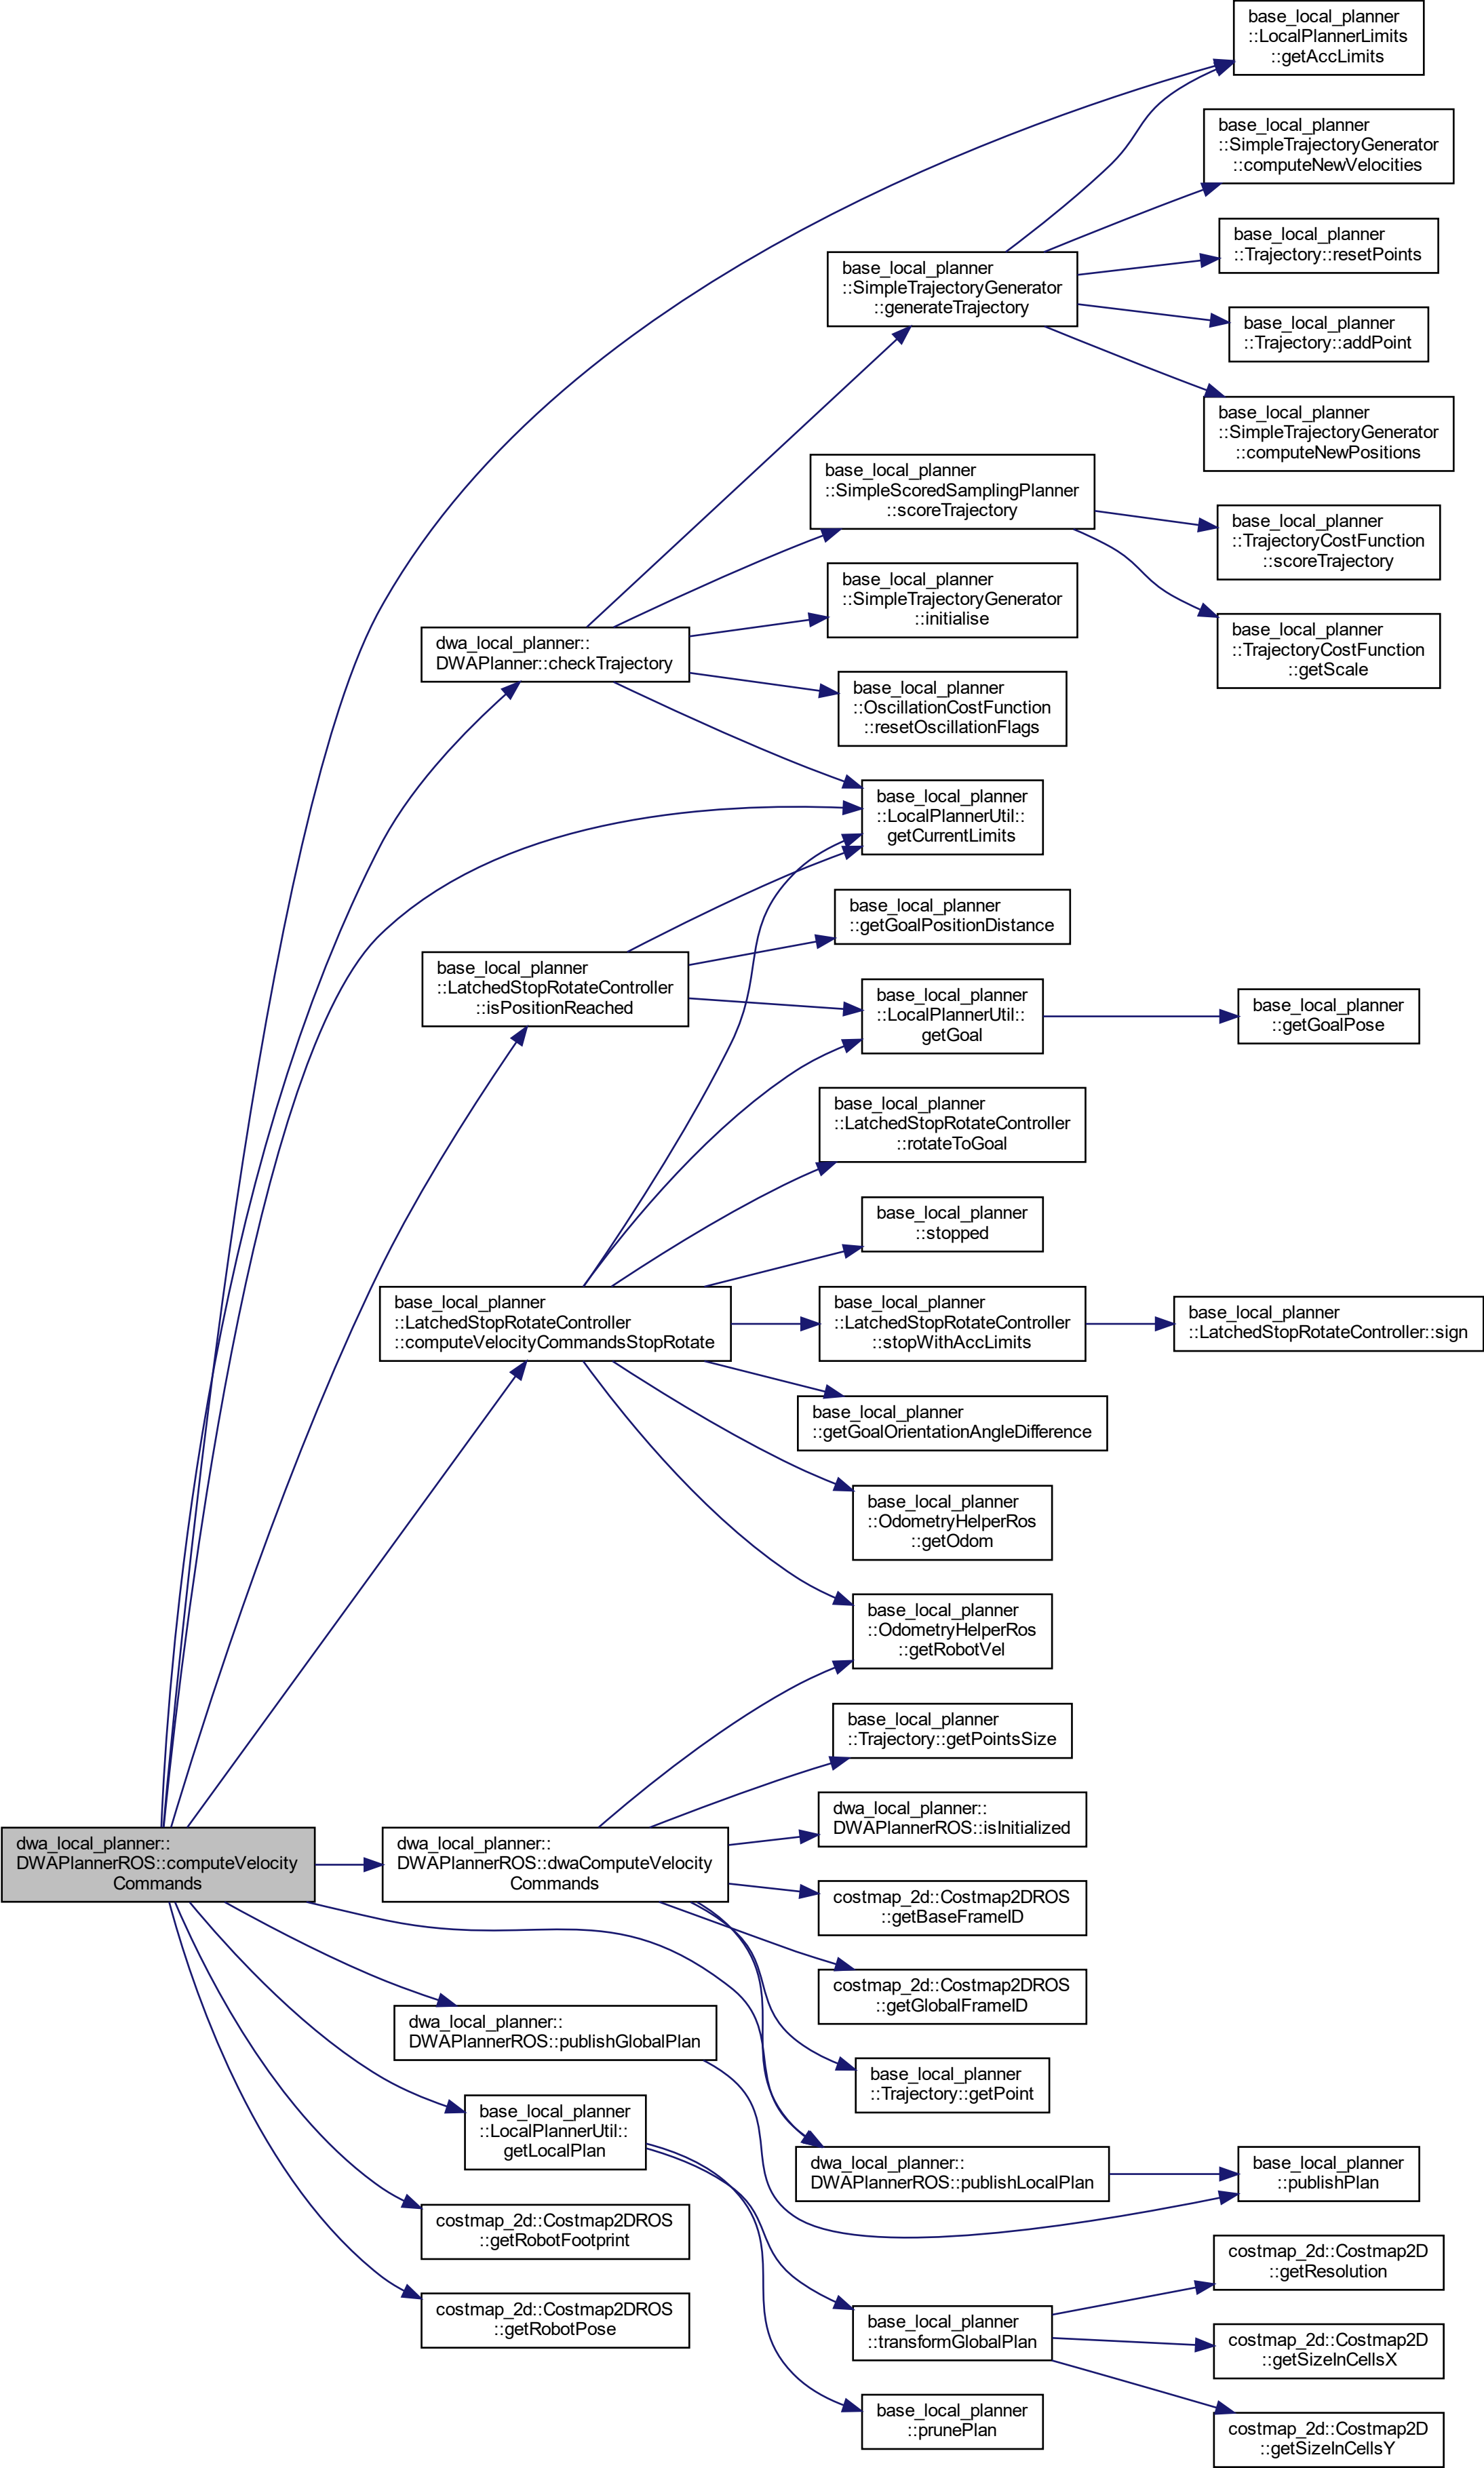 base_local_planner
::LocalPlannerLimits
::getAccLimits
base_local_planner
::SimpleTrajectoryGenerator
::computeNewVelocities
base_local_planner
::Trajectory::resetPoints
base_local_planner
::SimpleTrajectoryGenerator
::generateTrajectory
base_local_planner
::Trajectory::addPoint
base_local_planner
::SimpleTrajectoryGenerator
::computeNewPositions
base_local_planner
::SimpleScoredSamplingPlanner
::scoreTrajectory
base_local_planner
::TrajectoryCostFunction
::scoreTrajectory
base_local_planner
::SimpleTrajectoryGenerator
::initialise
base_local_planner
::TrajectoryCostFunction
::getScale
dwa_local_planner::
DWAPlanner::checkTrajectory
base_local_planner
::OscillationCostFunction
::resetOscillationFlags
base_local_planner
::LocalPlannerUtil::
getCurrentLimits
base_local_planner
::getGoalPositionDistance
base_local_planner
::LatchedStopRotateController
::isPositionReached
base_local_planner
::LocalPlannerUtil::
getGoal
base_local_planner
::getGoalPose
base_local_planner
::LatchedStopRotateController
::rotateToGoal
base_local_planner
::stopped
base_local_planner
::LatchedStopRotateController
::computeVelocityCommandsStopRotate
base_local_planner
::LatchedStopRotateController
::stopWithAccLimits
base_local_planner
::LatchedStopRotateController::sign
base_local_planner
::getGoalOrientationAngleDifference
base_local_planner
::OdometryHelperRos
::getOdom
base_local_planner
::OdometryHelperRos
::getRobotVel
base_local_planner
::Trajectory::getPointsSize
dwa_local_planner::
DWAPlannerROS::isInitialized
dwa_local_planner::
DWAPlannerROS::computeVelocity
Commands
dwa_local_planner::
DWAPlannerROS::dwaComputeVelocity
Commands
costmap_2d::Costmap2DROS
::getBaseFrameID
costmap_2d::Costmap2DROS
::getGlobalFrameID
dwa_local_planner::
DWAPlannerROS::publishGlobalPlan
base_local_planner
::Trajectory::getPoint
base_local_planner
::LocalPlannerUtil::
getLocalPlan
dwa_local_planner::
DWAPlannerROS::publishLocalPlan
base_local_planner
::publishPlan
costmap_2d::Costmap2DROS
::getRobotFootprint
costmap_2d::Costmap2D
::getResolution
costmap_2d::Costmap2DROS
::getRobotPose
base_local_planner
::transformGlobalPlan
costmap_2d::Costmap2D
::getSizeInCellsX
base_local_planner
::prunePlan
costmap_2d::Costmap2D
::getSizeInCellsY